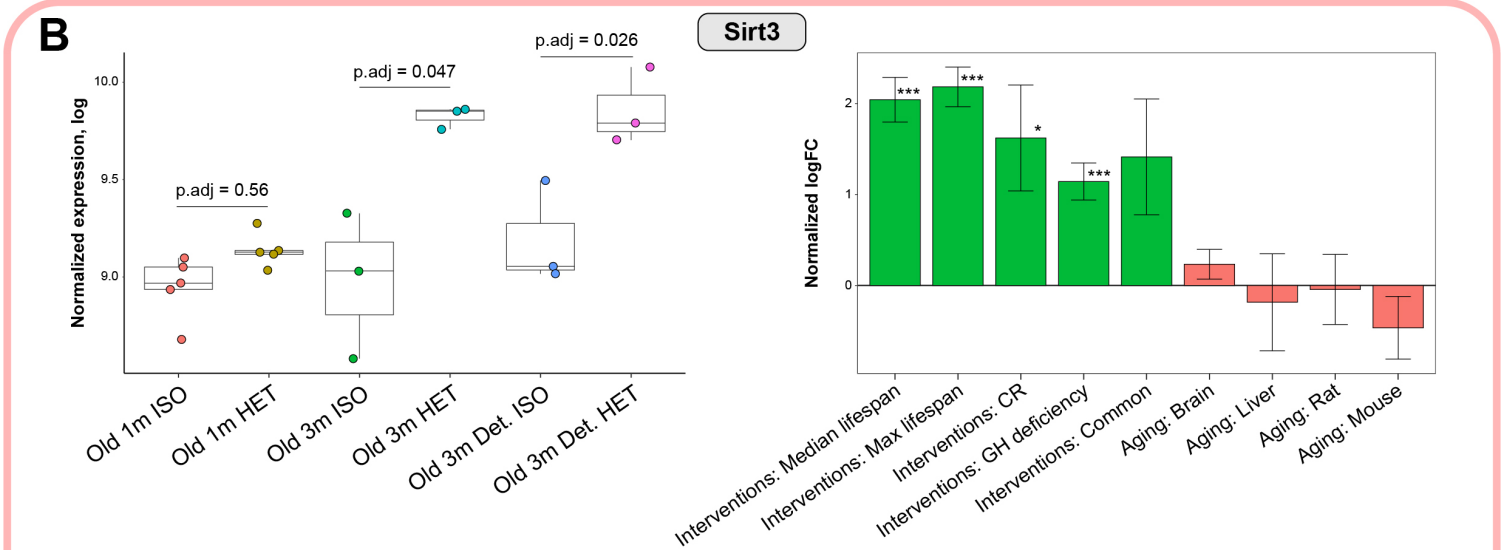 B
Sirt3
Normalized expression, log
10.0
9.5
9.0
p.adj = 0.56
p.adj = 0.047
p.adj = 0.026
Old 1m ISO
Old 1m HET
Old 3m ISO
Old 3m HET
Old 3m Det. ISO
Old 3m Det. HET
Normalized logFC
2
1
0
***
***
*
***
Interventions: Median lifespan
Interventions: Max lifespan
Interventions: CR
Interventions: GH deficiency
Interventions: Common
Aging: Brain
Aging: Liver
Aging: Rat
Aging: Mouse